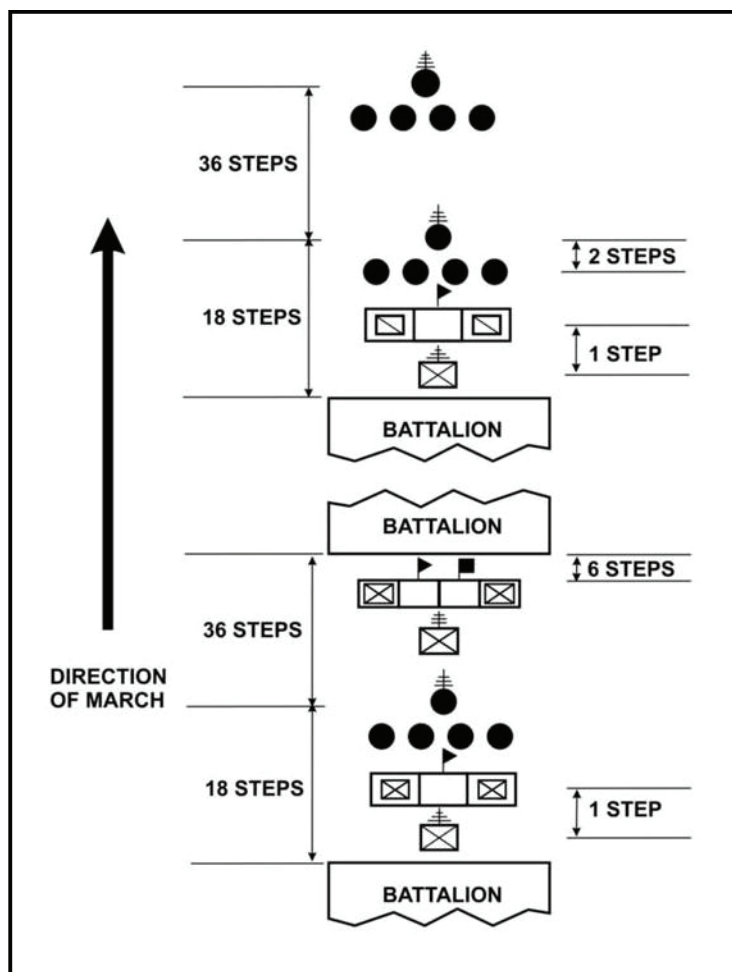 36 STEPS
2 STEPS
18 STEPS
1 STEP
BATTALION
BATTALION
6 STEPS
36 STEPS
DIRECTION
OF MARCH
18 STEPS
1 STEP
BATTALION